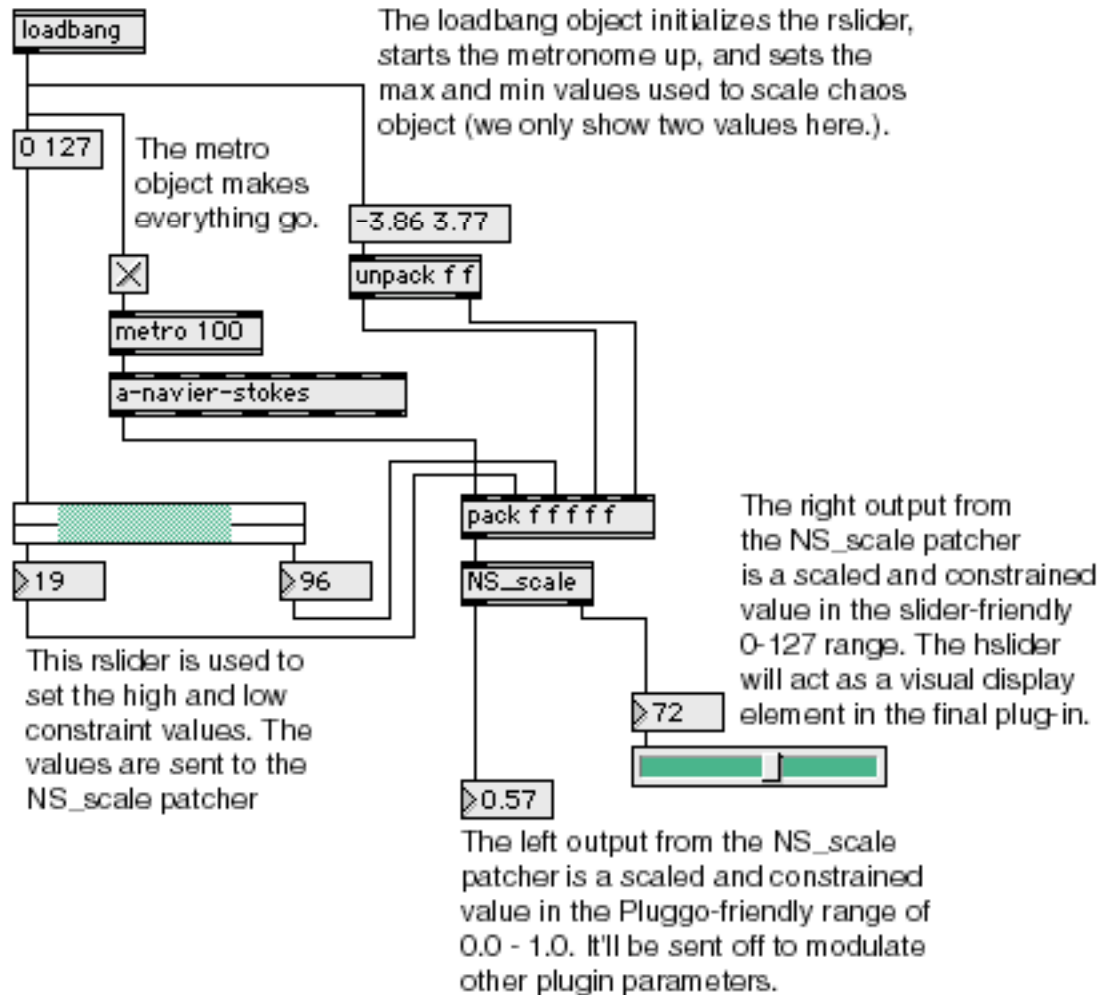 loadbang
The loadbang object initializes the rslider,
starts the metronome up, and sets the
max and min values used to scale chaos
object (we only show two values here.).
0 127
The metro
object makes
everything go.
-3.86 3.77
unpack f f
metro 100
a-navier-stokes
pack f f f f f
NS_scale
19
96
This rslider is used to
set the high and low
constraint values. The
values are sent to the
NS_scale patcher
The right output from
the NS_scale patcher
is a scaled and constrained
value in the slider-friendly
0-127 range. The hslider
will act as a visual display
element in the final plug-in.
72
0.57
The left output from the NS_scale
patcher is a scaled and constrained
value in the Pluggo-friendly range of
0.0 - 1.0. It'll be sent off to modulate
other plugin parameters.